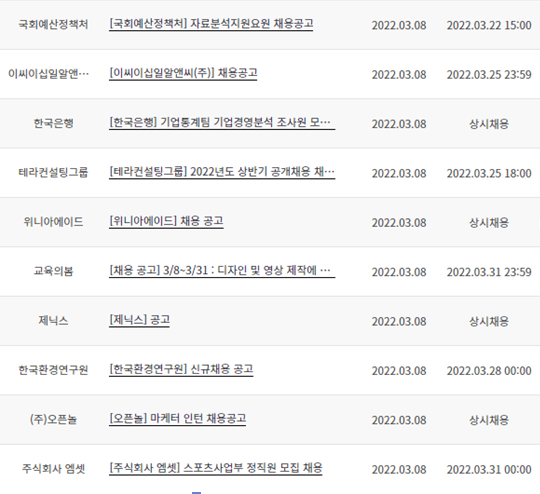 국회예산정책처 [국회예산정책처] 자료분석지원요원 채용공고 2022.03.08 2022.03.22 15:00
이씨이십일알앤… [이씨이십일알앤씨(주)] 채용공고 2022.03.08 2022.03.25 23:59
한국은행 [한국은행] 기업통계팀 기업경영분석 조사원 모… 2022.03.08 상시채용
테라컨설팅그룹 [테라컨설팅그룹] 2022년도 상반기 공개채용 채… 2022.03.08 2022.03.25 18:00
위니아에이드 [위니아에이드] 채용 공고 2022.03.08 상시채용
교육의봄 [채용 공고] 3/8~3/31 : 디자인 및 영상 제작에 … 2022.03.08 2022.03.31 23:59
제닉스 [제닉스] 공고 2022.03.08 상시채용
한국환경연구원 [한국환경연구원] 신규채용 공고 2022.03.08 2022.03.28 00:00
(주)오픈놀 [오픈놀] 마케터 인턴 채용공고 2022.03.08 상시채용
주식회사 엠셋 [주식회사 엠셋] 스포츠사업부 정직원 모집 채용 2022.03.08 2022.03.31 00:00